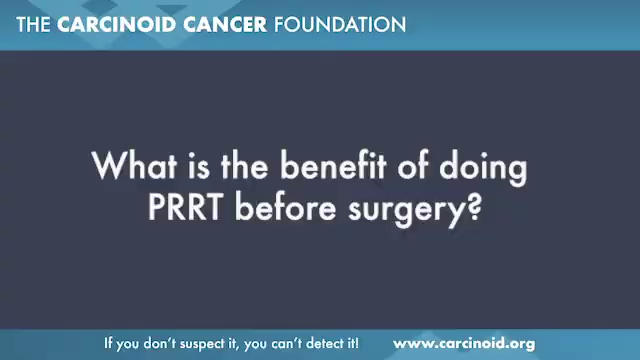 THE CARCINOID CANCER FOUNDATION
What is the benefit of doing
PRRT before surgery?
If you don't suspect it, you can't detect it! www.carcinoid.org